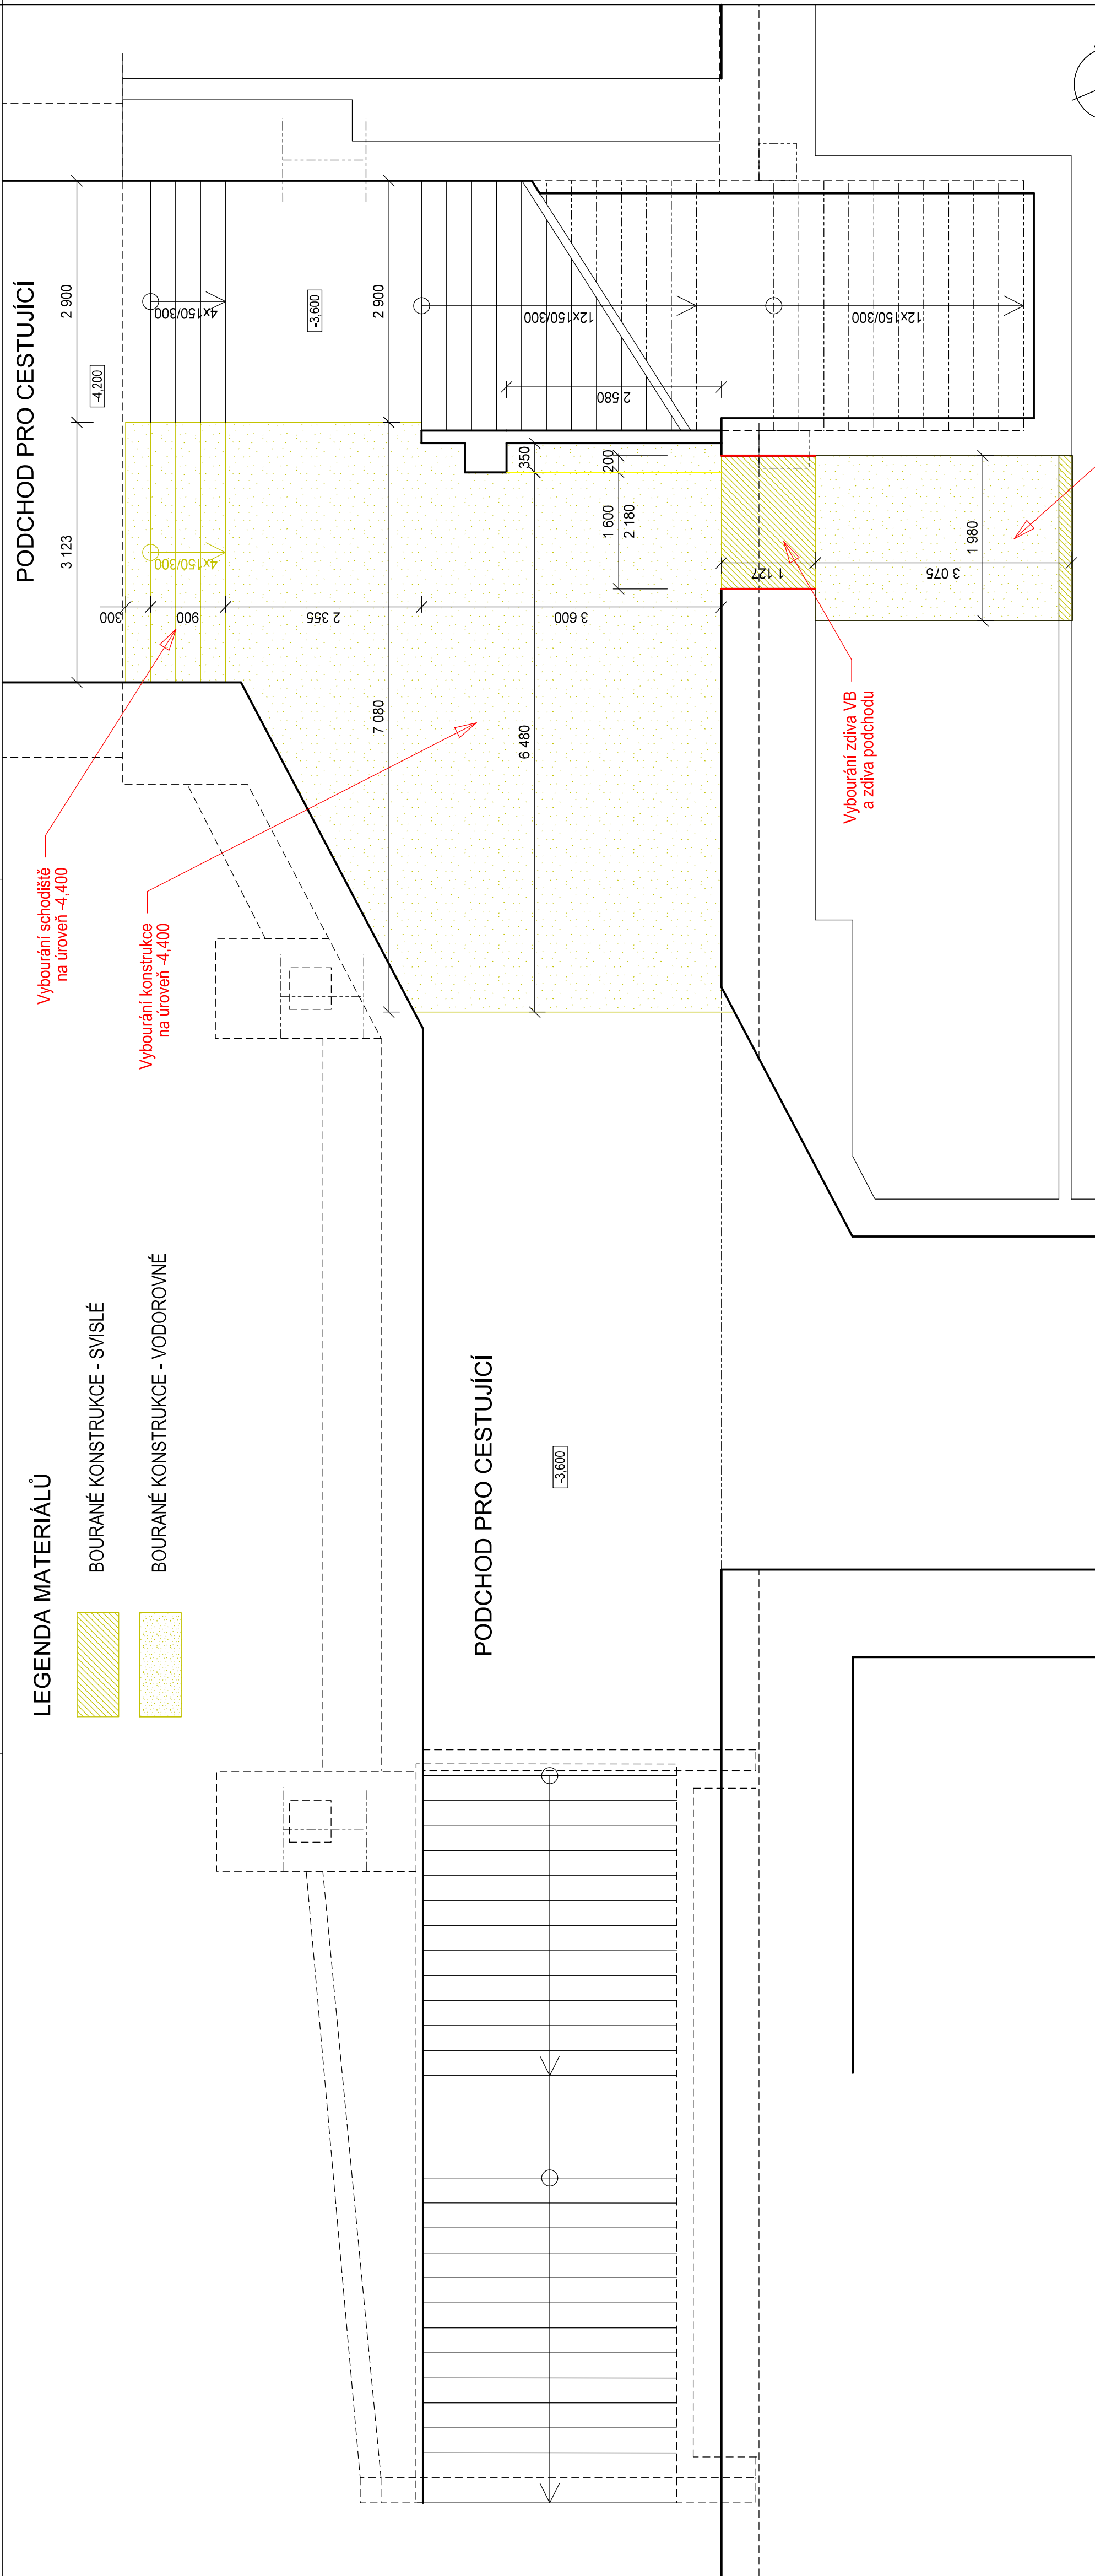 LEGENDA MATERIÁLŮ
BOURANÉ KONSTRUKCE - SVISLÉ
BOURANÉ KONSTRUKCE - VODOROVNÉ
Vybourání schodiště
na úroveň -4,400
Vybourání konstrukce
na úroveň -4,400
PODCHOD PRO CESTUJÍCÍ
3 123
2 900
-4,200
300
900
2 355
3 600
4x150/300
4x150/300
-3,600
7 080
2 900
6 480
350
2 580
12x150/300
12x150/300
1 600
2 180
200
PODCHOD PRO CESTUJÍCÍ
-3,600
1 127
3 075
1 980
Vybourání zdiva VB
a zdiva podchodu